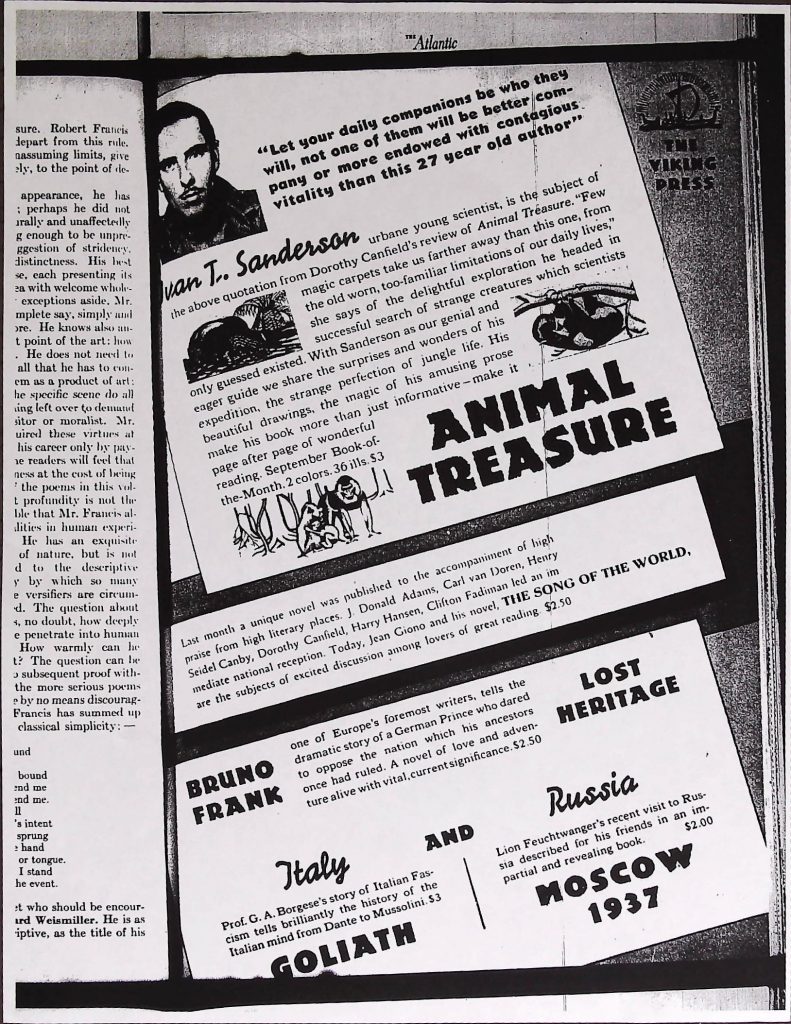 THE Atlantic
sure. Robert Francis
depart from this rule.
nassuming limits, give
ely, to the point of de-
appearance, he has
; perhaps he did not
urally and unaffectedly
g enough to be unpre-
ggestion of stridency,
distinctness. His best
se, each presenting its
ea with welcome whole-
exceptions aside. Mr.
mplete say, simply and
ore. He knows also an-
t point of the art: how
. He does not need to
all that he has to con-
em as a product of art:
he specific scene do all
ing left over to demand
sitor or moralist. Mr.
uired these virtues at
his career only by pay-
ne readers will feel that
ness at the cost of being
the poems in this vol-
t profundity is not the
ble that Mr. Francis al-
lities in human experi-
He has an exquisite
of nature, but is not
d to the descriptive
y by which so many
e versifiers are circum-
d. The question about
s, no doubt, how deeply
e penetrate into human
How warmly can he
t? The question can be
o subsequent proof with-
the more serious poems
e by no means discourag-
Francis has summed up
classical simplicity: —
und
bound
end me
end me.
ll
's intent
sprung
e hand
or tongue.
I stand
he event.
et who should be encour-
ard Weismiller. He is as
riptive, as the title of his
"Let your daily companions be who they
will, not one of them will be better com-
pany or more endowed with contagious
vitality than this 27 year old author"
THE
VIKING
PRESS
Ivan T. Sanderson urbane young scientist, is the subject of
the above quotation from Dorothy Canfield's review of Animal Treasure. "Few
magic carpets take us farther away than this one, from
the old worn, too-familiar limitations of our daily lives,"
she says of the delightful exploration he headed in
successful search of strange creatures which scientists
only guessed existed. With Sanderson as our genial and
eager guide we share the surprises and wonders of his
expedition, the strange perfection of jungle life. His
beautiful drawings, the magic of his amusing prose
make his book more than just informative—make it
page after page of wonderful
reading. September Book-of-
the-Month. 2 colors. 36 ills. $3
ANIMAL
TREASURE
Last month a unique novel was published to the accompaniment of high
praise from high literary places. J. Donald Adams, Carl van Doren, Henry
Seidel Canby, Dorothy Canfield, Harry Hansen, Clifton Fadiman led an im
mediate national reception. Today, Jean Giono and his novel, THE SONG OF THE WORLD,
are the subjects of excited discussion among lovers of great reading. $2.50
BRUNO
FRANK
one of Europe's foremost writers, tells the
dramatic story of a German Prince who dared
to oppose the nation which his ancestors
once had ruled. A novel of love and adven-
ture alive with vital, current significance. $2.50
LOST
HERITAGE
Italy
AND
Russia
Prof. G. A. Borgese's story of Italian Fas-
cism tells brilliantly the history of the
Italian mind from Dante to Mussolini. $3
GOLIATH
Lion Feuchtwanger's recent visit to Rus-
sia described for his friends in an im-
partial and revealing book. $2.00
MOSCOW
1937